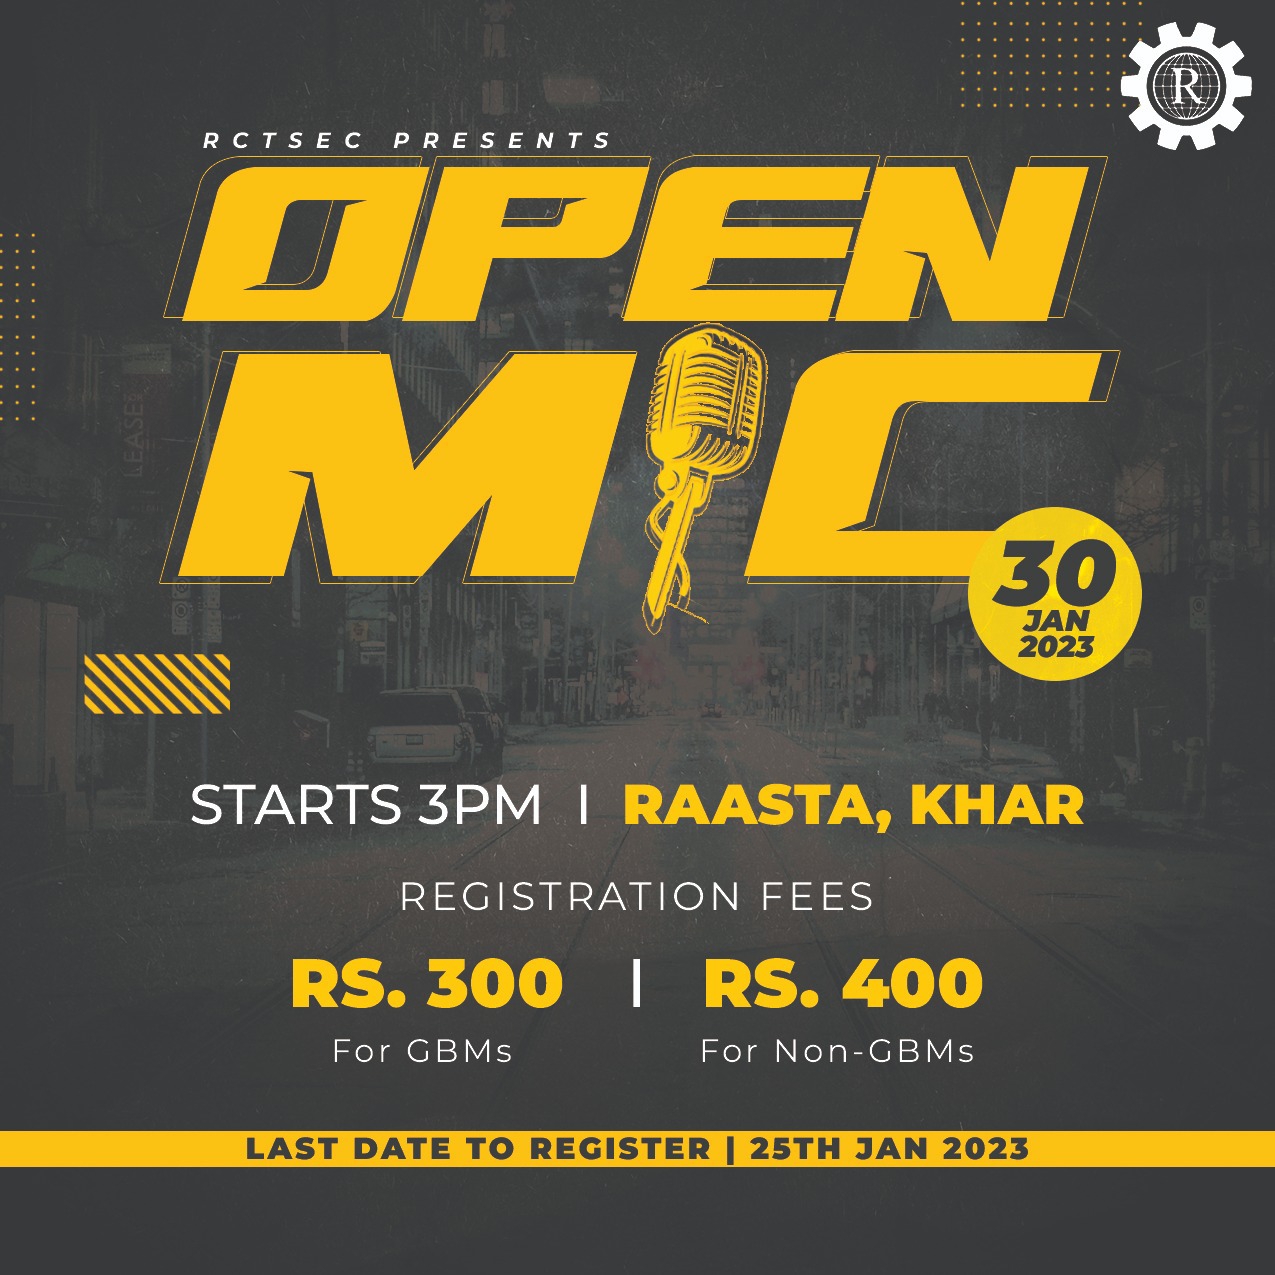 R
RCTSEC PRESENTS
OPEN
MIC
30
JAN
2023
LEASE
STARTS 3PM | RAASTA, KHAR
REGISTRATION FEES
RS. 300 | RS. 400
For GBMs For Non-GBMs
LAST DATE TO REGISTER | 25TH JAN 2023